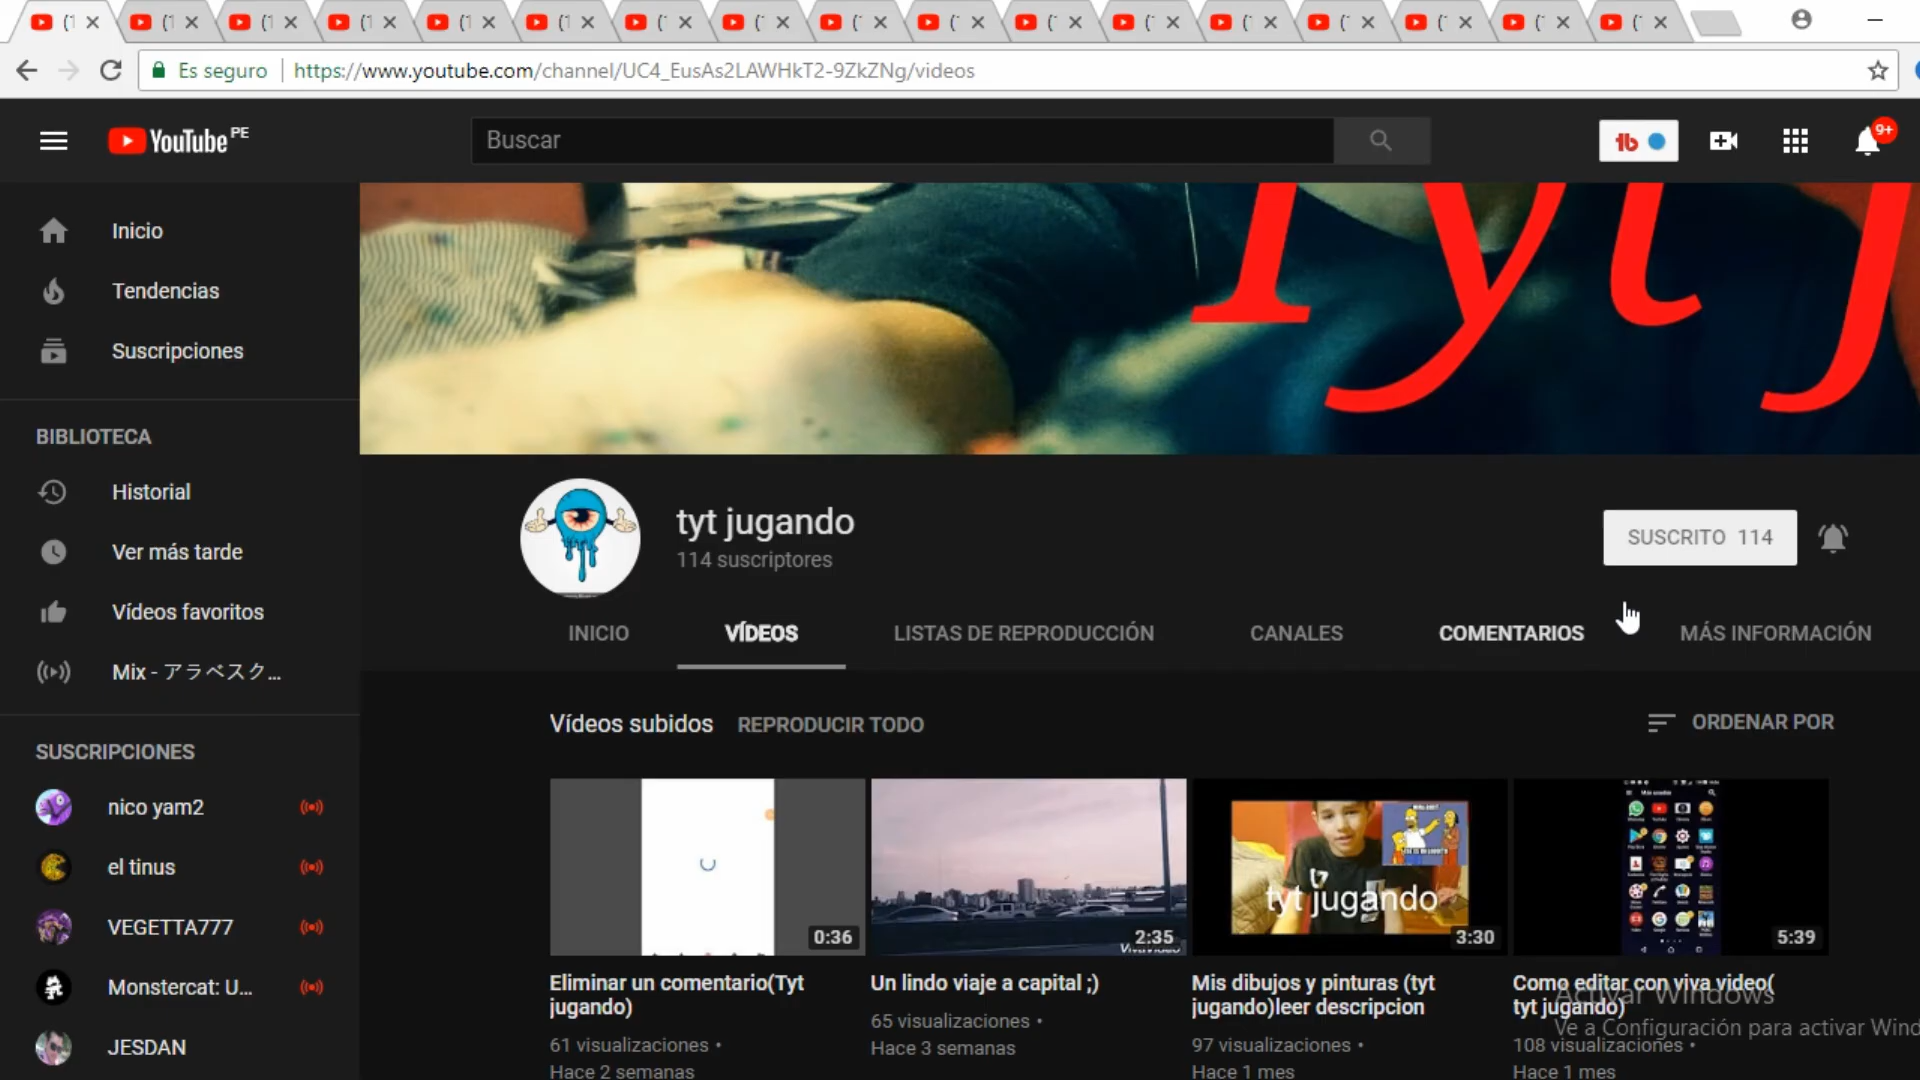 Es seguro
https://www.youtube.com/channel/UC4_EusAs2LAWHkT2-9ZkZNg/videos
YouTube PE
Buscar
9+
Inicio
Tendencias
Suscripciones
BIBLIOTECA
Historial
Ver más tarde
Vídeos favoritos
Mix - アラベスク...
SUSCRIPCIONES
nico yam2
el tinus
VEGETTA777
Monstercat: U...
JESDAN
Tyt j
tyt jugando
114 suscriptores
SUSCRITO 114
INICIO
VÍDEOS
LISTAS DE REPRODUCCIÓN
CANALES
COMENTARIOS
MÁS INFORMACIÓN
Vídeos subidos
REPRODUCIR TODO
ORDENAR POR
0:36
Eliminar un comentario(Tyt
jugando)
61 visualizaciones •
Hace 2 semanas
VivaVideo
2:35
Un lindo viaje a capital ;)
65 visualizaciones •
Hace 3 semanas
tyt jugando
3:30
Mis dibujos y pinturas (tyt
jugando)leer descripcion
97 visualizaciones •
Hace 1 mes
5:39
Como editar con viva video(
tyt jugando)
108 visualizaciones •
Hace 1 mes
Activar Windows
Ve a Configuración para activar Wind